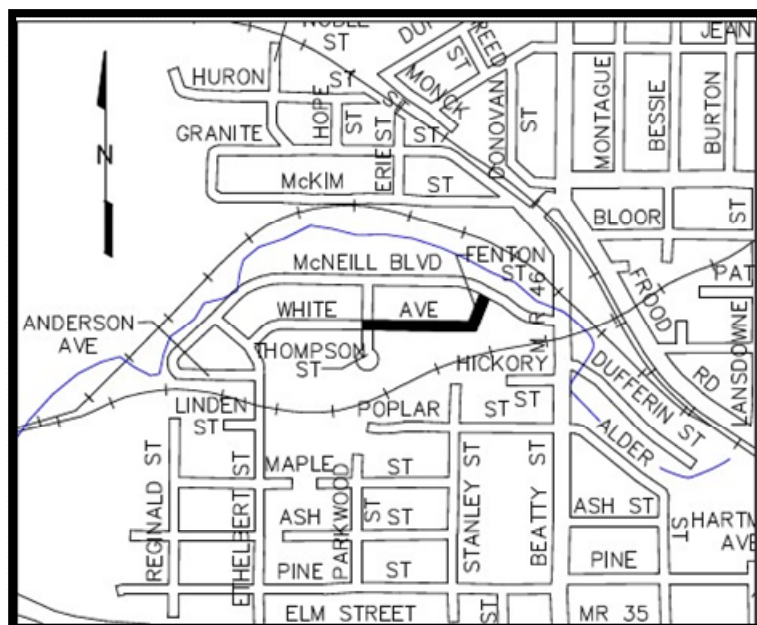 NOBLE ST
DUF
REED ST
JEAN
HURON ST
MONCK ST
HOPE ST
ERIE ST
GRANITE ST
DONOVAN ST
MONTAGUE
BESSIE
BURTON ST
N
McKIM ST
BLOOR
McNEILL BLVD
FENTON ST
M R 46
FROOD RD
PAT
WHITE AVE
ANDERSON AVE
THOMPSON ST
HICKORY ST
LANSDOWNE
DUFFERIN ST
LINDEN ST
POPLAR ST
ALDER ST
REGINALD ST
ETHELBERT ST
MAPLE ST
PARKWOOD ST
STANLEY ST
BEATTY ST
ASH ST
ASH ST
HARTM AVE
PINE ST
PINE
ELM STREET
ST
MR 35